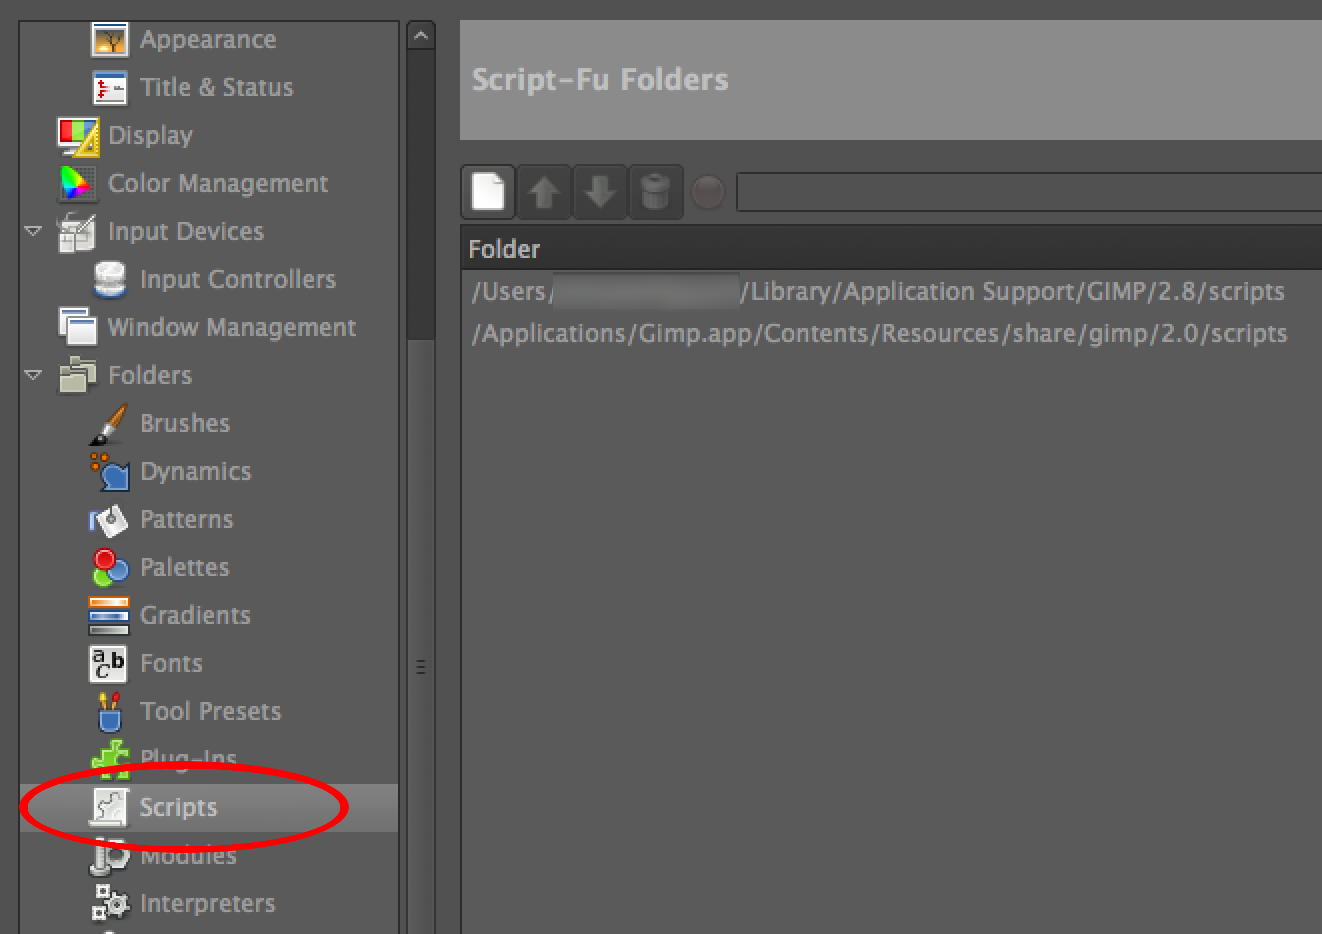 Appearance
Title & Status
Display
Color Management
Input Devices
Input Controllers
Window Management
Folders
Brushes
Dynamics
Patterns
Palettes
Gradients
Fonts
Tool Presets
Plug-Ins
Scripts
Modules
Interpreters
Script-Fu Folders
Folder
/Users/ /Library/Application Support/GIMP/2.8/scripts
/Applications/Gimp.app/Contents/Resources/share/gimp/2.0/scripts